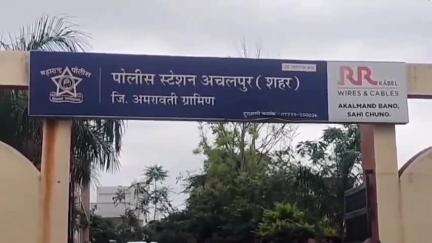 महाराष्ट्र पोलीस
पोलीस स्टेशन अचलपुर (शहर)
जि. अमरावती ग्रामिण
RR KABEL
WIRES & CABLES
AKALMAND BANO,
SAHI CHUNO.